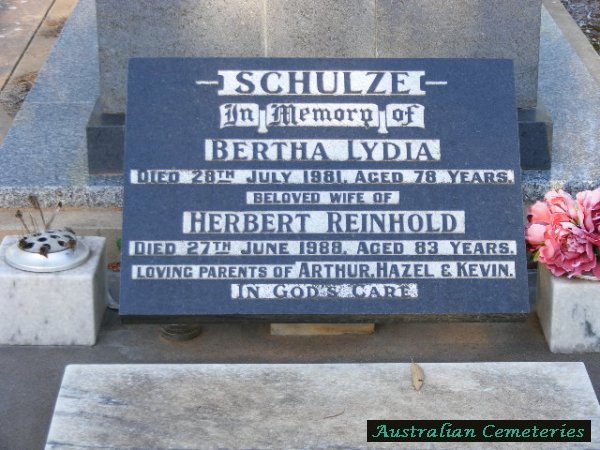 SCHULZE
In Memory of
BERTHA LYDIA
DIED 28TH JULY 1981, AGED 78 YEARS.
BELOVED WIFE OF
HERBERT REINHOLD
DIED 27TH JUNE 1988, AGED 83 YEARS.
LOVING PARENTS OF ARTHUR, HAZEL & KEVIN.
IN GOD'S CARE
Australian Cemeteries